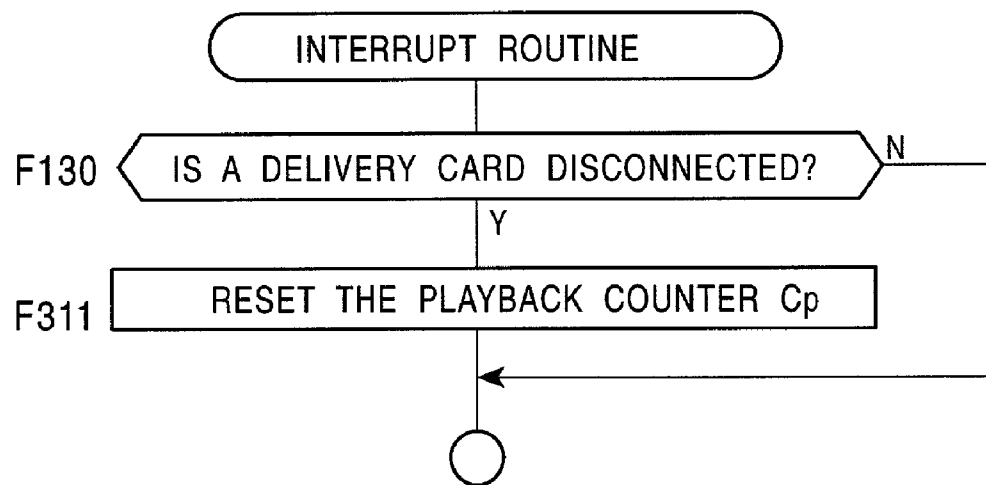 INTERRUPT ROUTINE
F130 IS A DELIVERY CARD DISCONNECTED? N
Y
F311 RESET THE PLAYBACK COUNTER Cp